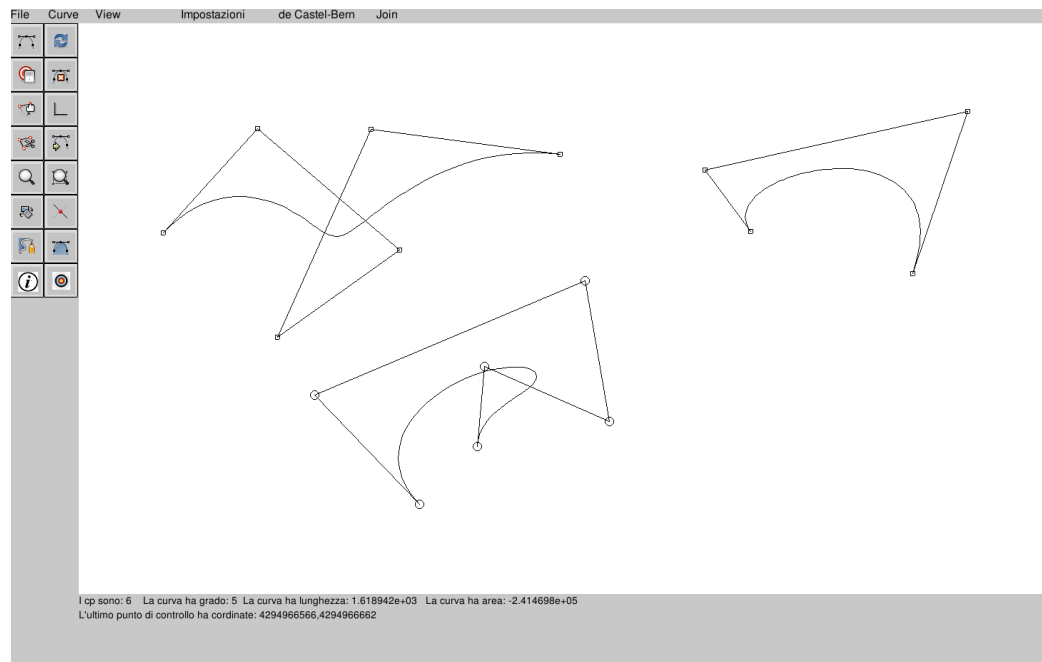 File Curve View Impostazioni de Castel-Bern Join
i
I cp sono: 6 La curva ha grado: 5 La curva ha lunghezza: 1.618942e+03 La curva ha area: -2.414698e+05
L'ultimo punto di controllo ha cordinate: 4294966566,4294966662